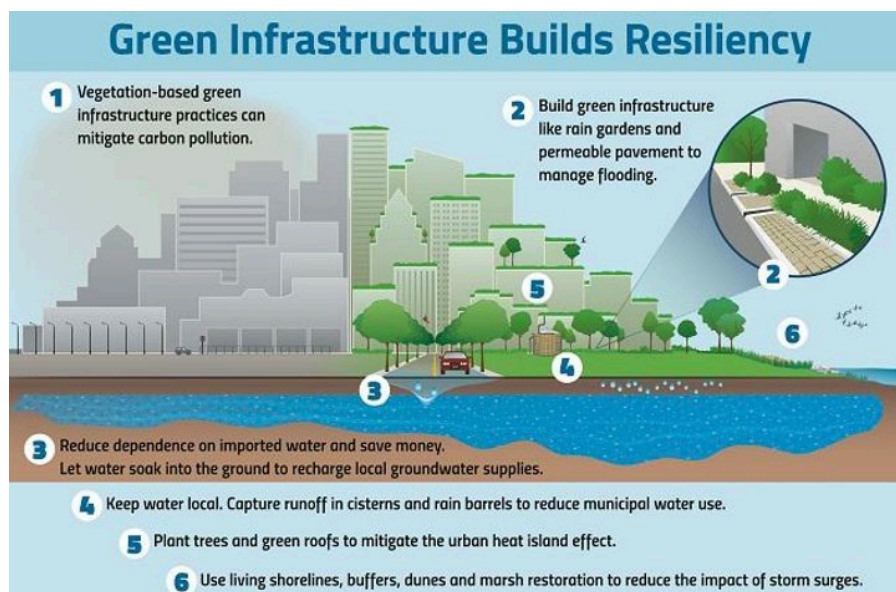 Green Infrastructure Builds Resiliency
1 Vegetation-based green
infrastructure practices can
mitigate carbon pollution.
2 Build green infrastructure
like rain gardens and
permeable pavement to
manage flooding.
2
5
6
4
3
3 Reduce dependence on imported water and save money.
Let water soak into the ground to recharge local groundwater supplies.
4 Keep water local. Capture runoff in cisterns and rain barrels to reduce municipal water use.
5 Plant trees and green roofs to mitigate the urban heat island effect.
6 Use living shorelines, buffers, dunes and marsh restoration to reduce the impact of storm surges.